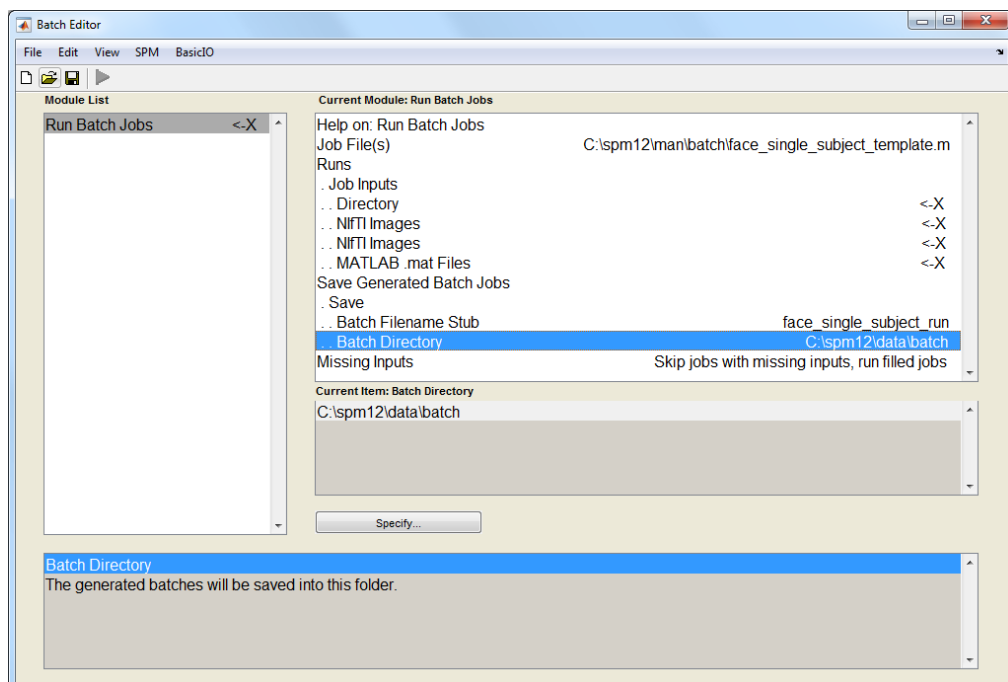 Batch Editor
File Edit View SPM BasicIO
Module List
Run Batch Jobs <-X
Current Module: Run Batch Jobs
Help on: Run Batch Jobs
Job File(s) C:\spm12\man\batch\face_single_subject_template.m
Runs
. Job Inputs
. . Directory <-X
. . NIfTI Images <-X
. . NIfTI Images <-X
. . MATLAB .mat Files <-X
Save Generated Batch Jobs
. Save
. . Batch Filename Stub face_single_subject_run
. . Batch Directory C:\spm12\data\batch
Missing Inputs Skip jobs with missing inputs, run filled jobs
Current Item: Batch Directory
C:\spm12\data\batch
Specify...
Batch Directory
The generated batches will be saved into this folder.